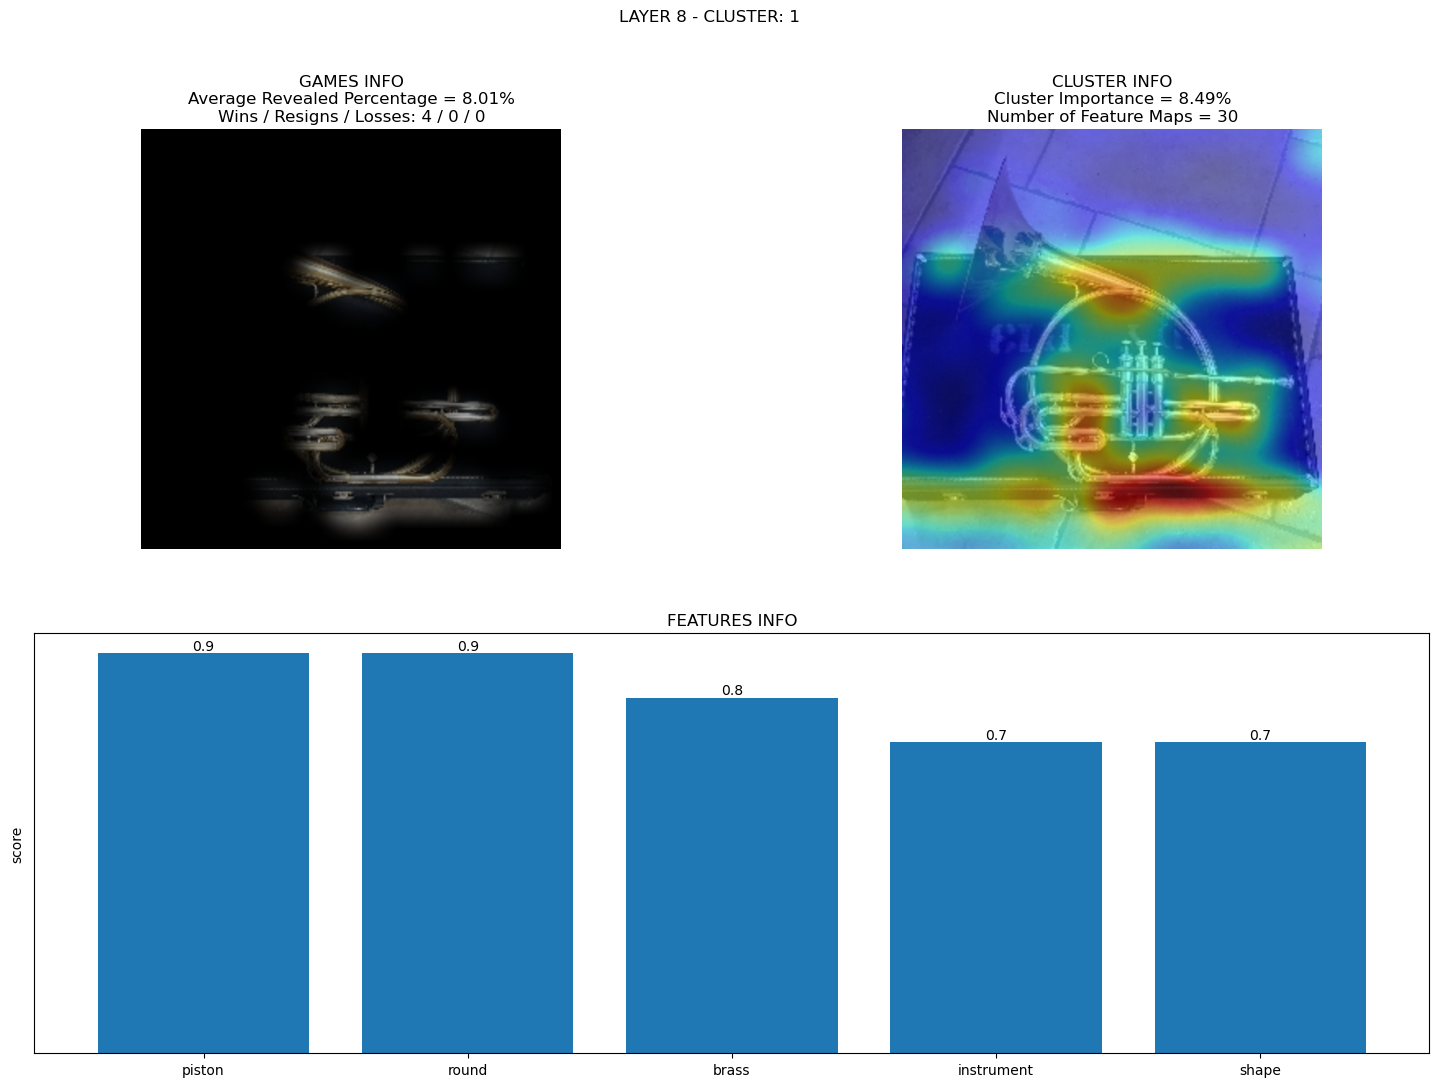 LAYER 8 - CLUSTER: 1
GAMES INFO
Average Revealed Percentage = 8.01%
Wins / Resigns / Losses: 4 / 0 / 0
CLUSTER INFO
Cluster Importance = 8.49%
Number of Feature Maps = 30
FEATURES INFO
0.9
0.9
0.8
0.7
0.7
score
piston
round
brass
instrument
shape